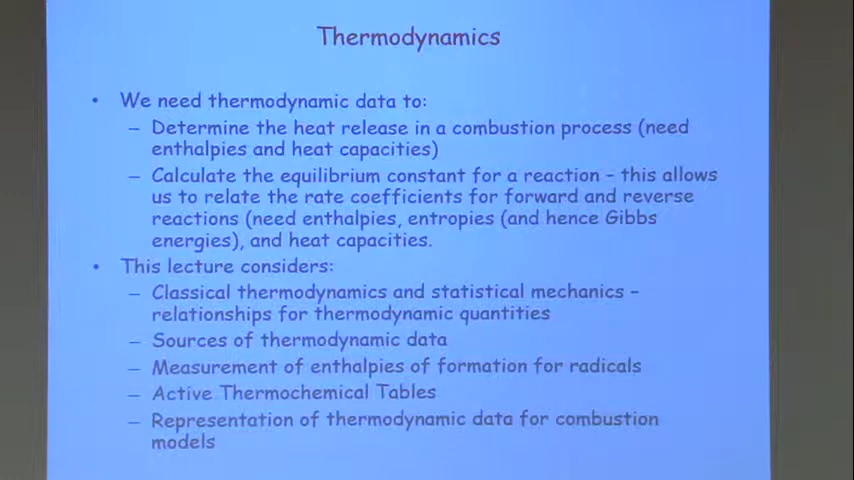 Thermodynamics
• We need thermodynamic data to:
– Determine the heat release in a combustion process (need
enthalpies and heat capacities)
– Calculate the equilibrium constant for a reaction – this allows
us to relate the rate coefficients for forward and reverse
reactions (need enthalpies, entropies (and hence Gibbs
energies), and heat capacities.
• This lecture considers:
– Classical thermodynamics and statistical mechanics –
relationships for thermodynamic quantities
– Sources of thermodynamic data
– Measurement of enthalpies of formation for radicals
– Active Thermochemical Tables
– Representation of thermodynamic data for combustion
models